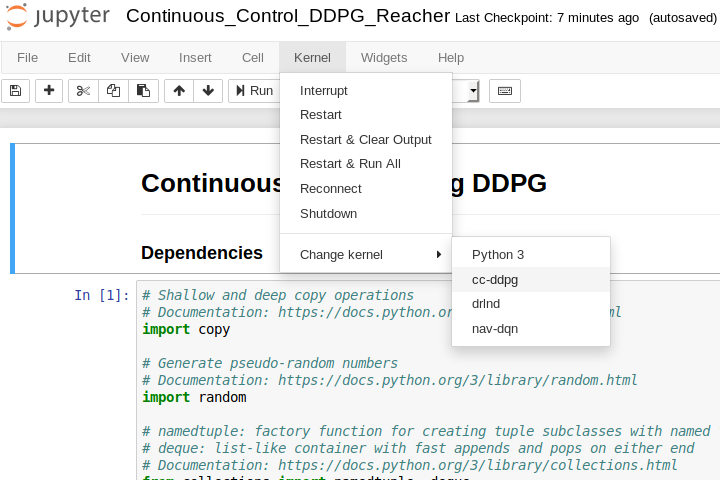 jupyter Continuous_Control_DDPG_Reacher Last Checkpoint: 7 minutes ago (autosaved)
File Edit View Insert Cell Kernel Widgets Help
Run
Interrupt
Restart
Restart & Clear Output
Restart & Run All
Reconnect
Shutdown
Change kernel
Python 3
cc-ddpg
drlnd
nav-dqn
Continuous g DDPG
Dependencies
In [1]:
# Shallow and deep copy operations
# Documentation: https://docs.python.or ml
import copy
# Generate pseudo-random numbers
# Documentation: https://docs.python.org/3/library/random.html
import random
# namedtuple: factory function for creating tuple subclasses with named
# deque: list-like container with fast appends and pops on either end
# Documentation: https://docs.python.org/3/library/collections.html
from collections import namedtuple, deque